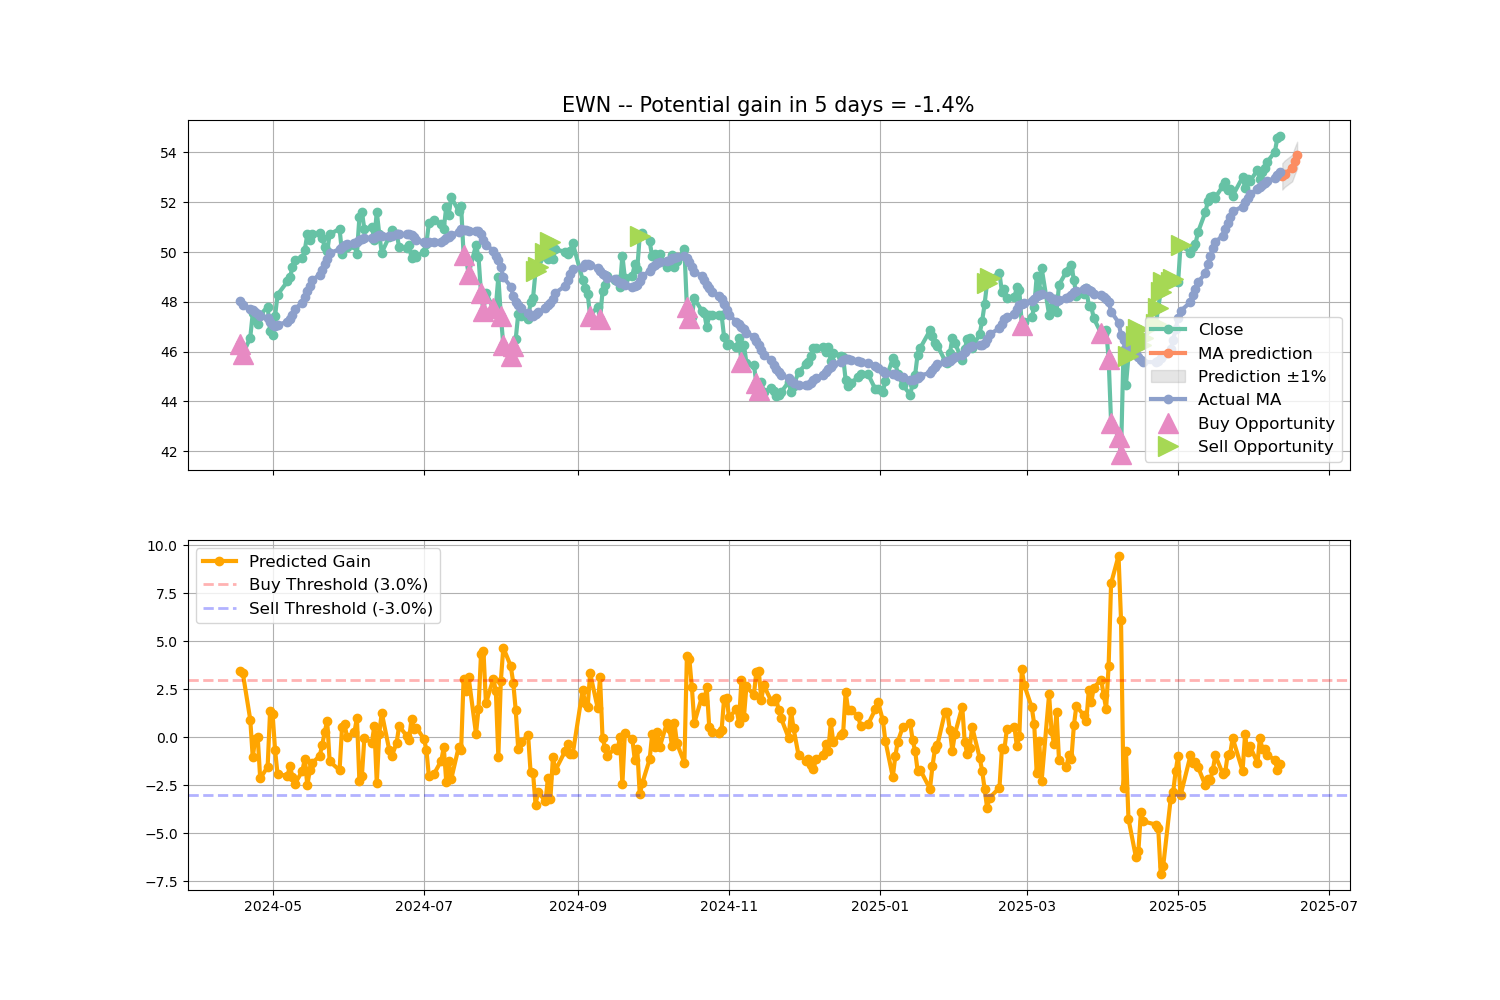 EWN -- Potential gain in 5 days = -1.4%
54
52
50
48
46
44
42
Close
MA prediction
Prediction ±1%
Actual MA
Buy Opportunity
Sell Opportunity
10.0
7.5
5.0
2.5
0.0
−2.5
−5.0
−7.5
Predicted Gain
Buy Threshold (3.0%)
Sell Threshold (-3.0%)
2024-05
2024-07
2024-09
2024-11
2025-01
2025-03
2025-05
2025-07